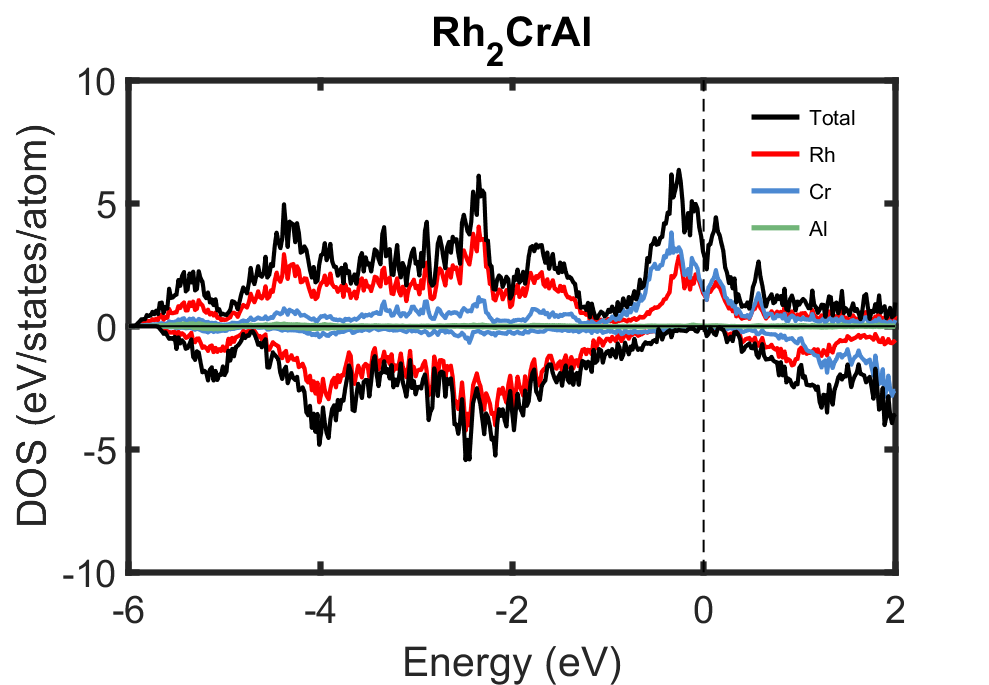 Rh₂CrAl
10
5
0
-5
-10
DOS (eV/states/atom)
Total
Rh
Cr
Al
-6 -4 -2 0 2
Energy (eV)